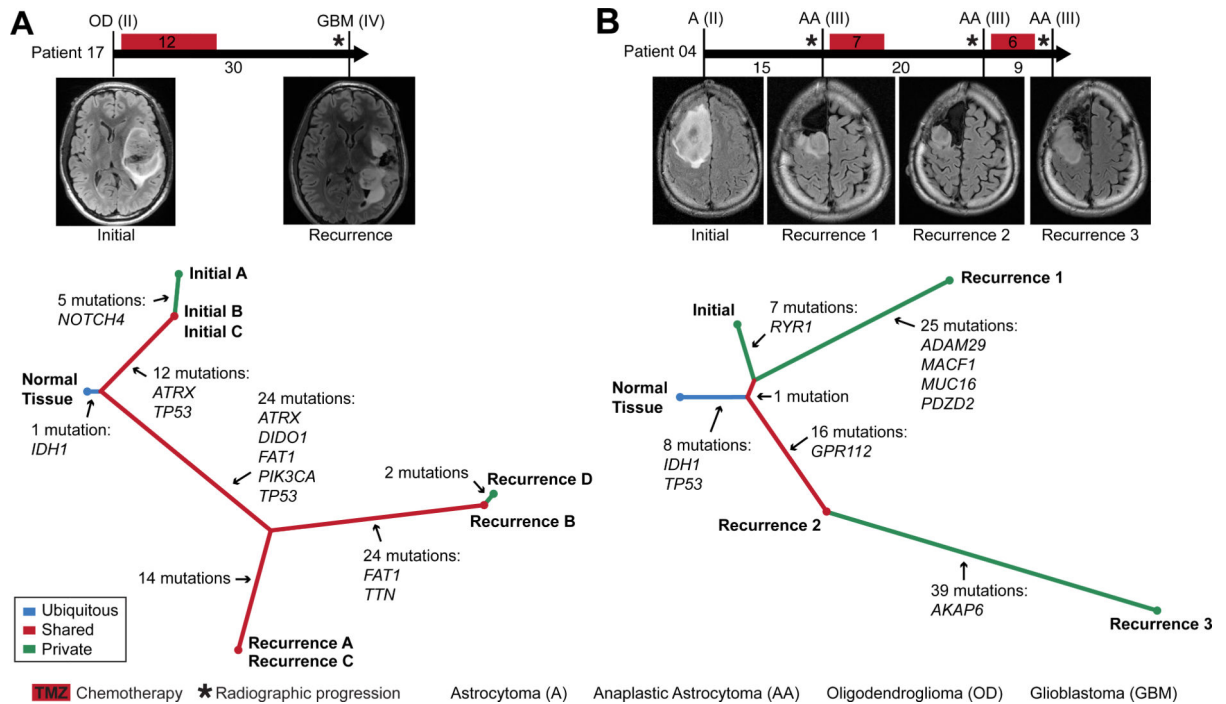 A
OD (II)
GBM (IV)
Patient 17
12
*
30
Initial
Recurrence
Initial A
5 mutations:
NOTCH4
Initial B
Initial C
Normal
Tissue
12 mutations:
ATRX
TP53
1 mutation:
IDH1
24 mutations:
ATRX
DIDO1
FAT1
PIK3CA
TP53
2 mutations
Recurrence D
Recurrence B
24 mutations:
FAT1
TTN
14 mutations
Recurrence A
Recurrence C
Ubiquitous
Shared
Private
B
A (II)
AA (III)
AA (III)
AA (III)
Patient 04
*
7
*
6
*
15
20
9
Initial
Recurrence 1
Recurrence 2
Recurrence 3
Recurrence 1
Initial
7 mutations:
RYR1
25 mutations:
ADAM29
MACF1
MUC16
PDZD2
Normal
Tissue
1 mutation
8 mutations:
IDH1
TP53
16 mutations:
GPR112
Recurrence 2
39 mutations:
AKAP6
Recurrence 3
TMZ Chemotherapy * Radiographic progression Astrocytoma (A) Anaplastic Astrocytoma (AA) Oligodendroglioma (OD) Glioblastoma (GBM)